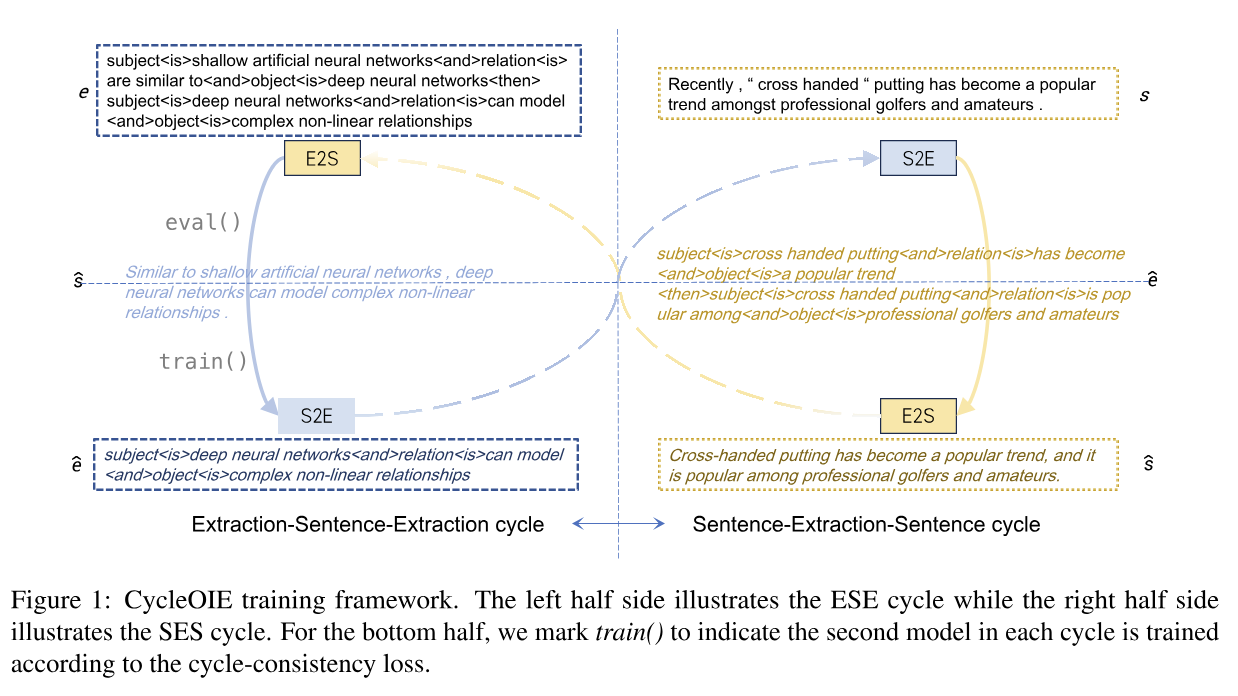 e
subject<is>shallow artificial neural networks<and>relation<is>
are similar to<and>object<is>deep neural networks<then>
subject<is>deep neural networks<and>relation<is>can model
<and>object<is>complex non-linear relationships
E2S
eval()
ŝ
Similar to shallow artificial neural networks , deep
neural networks can model complex non-linear
relationships .
train()
S2E
ê
subject<is>deep neural networks<and>relation<is>can model
<and>object<is>complex non-linear relationships
Extraction-Sentence-Extraction cycle
Recently , “ cross handed “ putting has become a popular
trend amongst professional golfers and amateurs .
s
S2E
subject<is>cross handed putting<and>relation<is>has become
<and>object<is>a popular trend
<then>subject<is>cross handed putting<and>relation<is>is pop
ular among<and>object<is>professional golfers and amateurs
ê
E2S
Cross-handed putting has become a popular trend, and it
is popular among professional golfers and amateurs.
ŝ
Sentence-Extraction-Sentence cycle
Figure 1: CycleOIE training framework. The left half side illustrates the ESE cycle while the right half side
illustrates the SES cycle. For the bottom half, we mark train() to indicate the second model in each cycle is trained
according to the cycle-consistency loss.